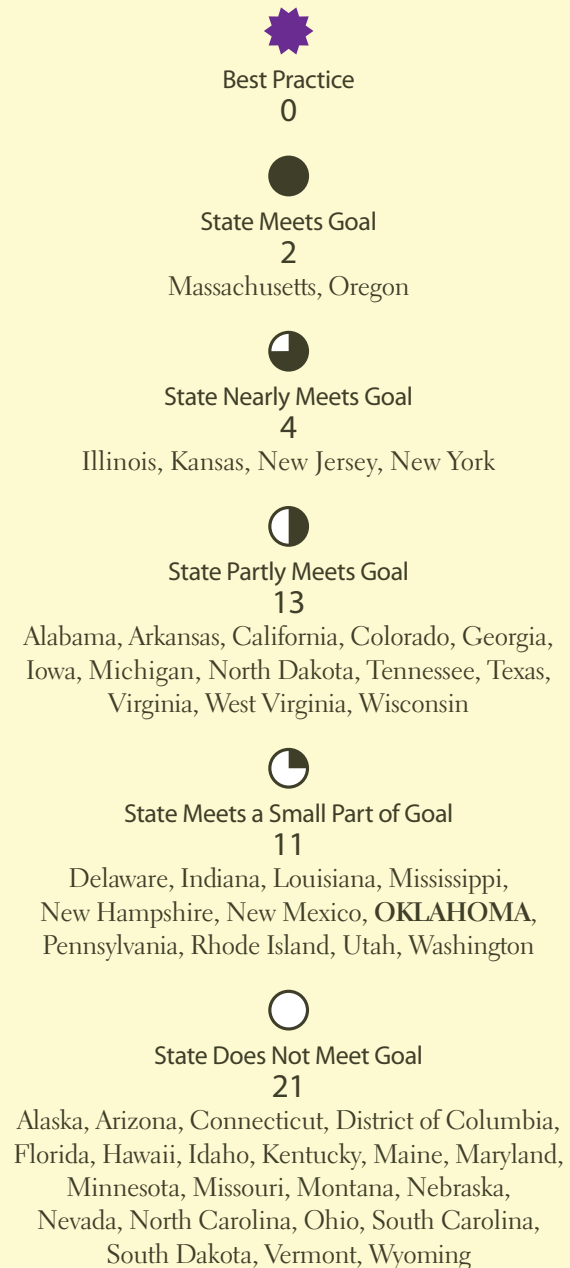 Best Practice
0
State Meets Goal
2
Massachusetts, Oregon
State Nearly Meets Goal
4
Illinois, Kansas, New Jersey, New York
State Partly Meets Goal
13
Alabama, Arkansas, California, Colorado, Georgia,
Iowa, Michigan, North Dakota, Tennessee, Texas,
Virginia, West Virginia, Wisconsin
State Meets a Small Part of Goal
11
Delaware, Indiana, Louisiana, Mississippi,
New Hampshire, New Mexico, OKLAHOMA,
Pennsylvania, Rhode Island, Utah, Washington
State Does Not Meet Goal
21
Alaska, Arizona, Connecticut, District of Columbia,
Florida, Hawaii, Idaho, Kentucky, Maine, Maryland,
Minnesota, Missouri, Montana, Nebraska,
Nevada, North Carolina, Ohio, South Carolina,
South Dakota, Vermont, Wyoming